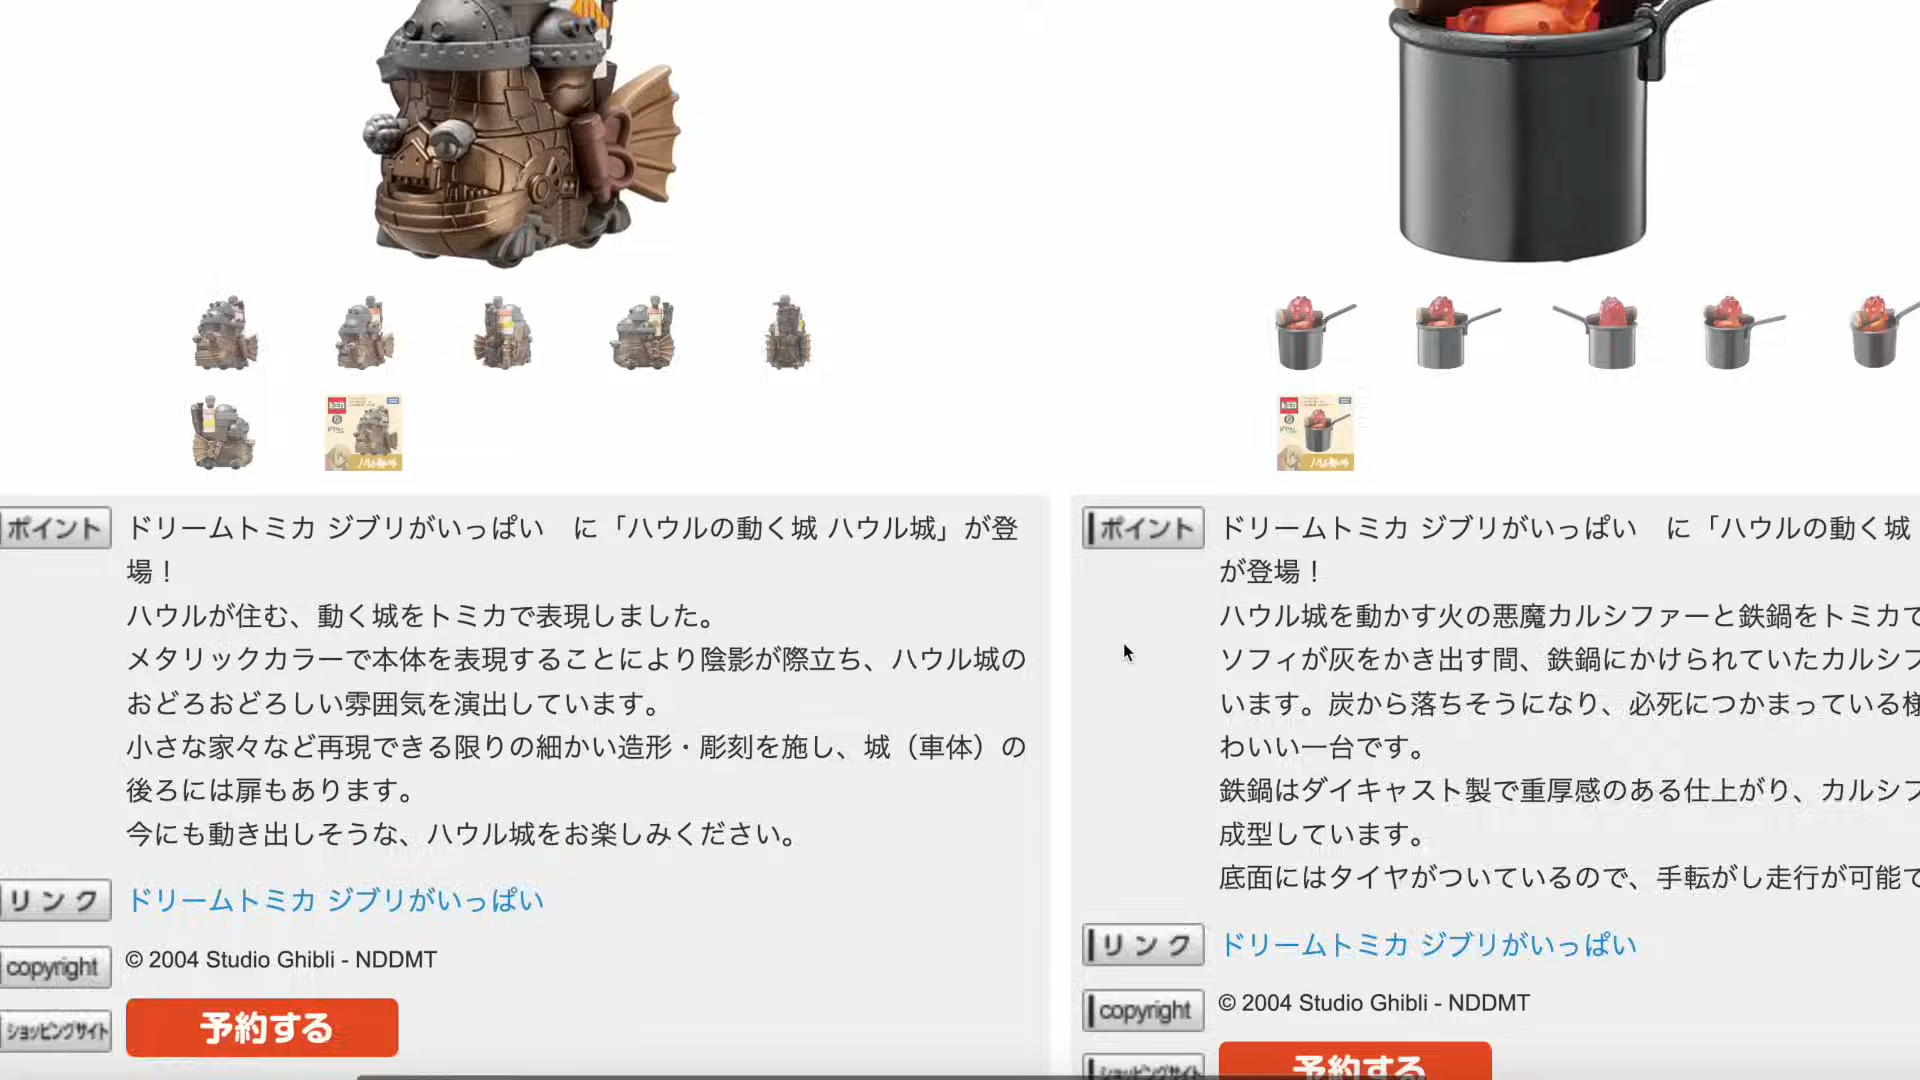 ポイント
ドリームトミカ ジブリがいっぱい　に「ハウルの動く城 ハウル城」が登
場！
ハウルが住む、動く城をトミカで表現しました。
メタリックカラーで本体を表現することにより陰影が際立ち、ハウル城の
おどろおどろしい雰囲気を演出しています。
小さな家々など再現できる限りの細かい造形・彫刻を施し、城（車体）の
後ろには扉もあります。
今にも動き出しそうな、ハウル城をお楽しみください。
リンク
ドリームトミカ ジブリがいっぱい
copyright
© 2004 Studio Ghibli - NDDMT
ショッピングサイト
予約する
ポイント
ドリームトミカ ジブリがいっぱい　に「ハウルの動く城
が登場！
ハウル城を動かす火の悪魔カルシファーと鉄鍋をトミカで
ソフィが灰をかき出す間、鉄鍋にかけられていたカルシフ
います。炭から落ちそうになり、必死につかまっている様
わいい一台です。
鉄鍋はダイキャスト製で重厚感のある仕上がり、カルシフ
成型しています。
底面にはタイヤがついているので、手転がし走行が可能で
リンク
ドリームトミカ ジブリがいっぱい
copyright
© 2004 Studio Ghibli - NDDMT
ショッピングサイト
予約する